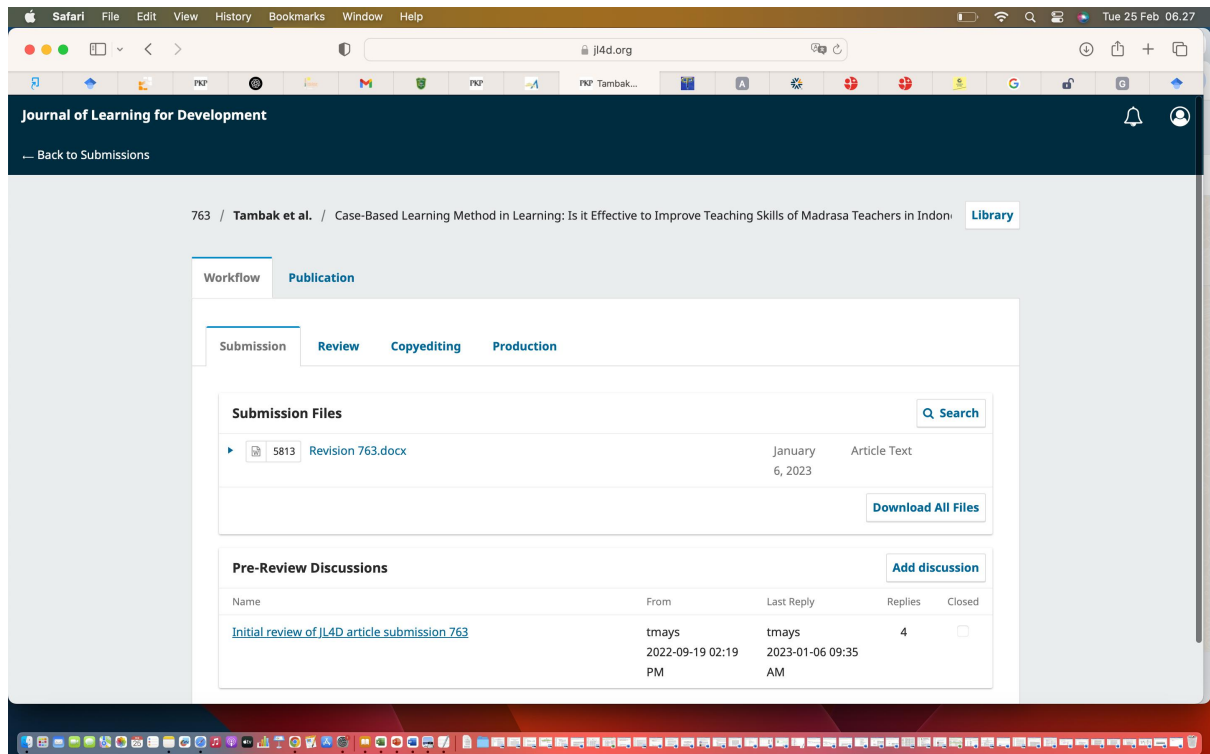 Safari File Edit View History Bookmarks Window Help Tue 25 Feb 06.27
jl4d.org
PKP PKP PKP Tambak...
Journal of Learning for Development
← Back to Submissions
763 / Tambak et al. / Case-Based Learning Method in Learning: Is it Effective to Improve Teaching Skills of Madrasa Teachers in Indon Library
Workflow Publication
Submission Review Copyediting Production
Submission Files Search
5813 Revision 763.docx January Article Text
6, 2023
Download All Files
Pre-Review Discussions Add discussion
Name From Last Reply Replies Closed
Initial review of JL4D article submission 763 tmays tmays 4
2022-09-19 02:19 2023-01-06 09:35
PM AM